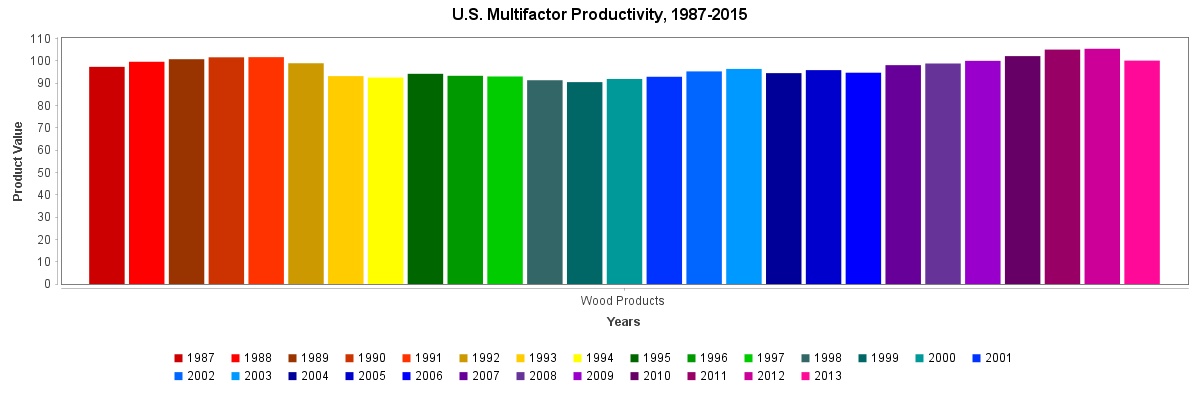 U.S. Multifactor Productivity, 1987-2015
110
100
90
80
70
60
50
40
30
20
10
0
Product Value
Wood Products
Years
1987 1988 1989 1990 1991 1992 1993 1994 1995 1996 1997 1998 1999 2000 2001
2002 2003 2004 2005 2006 2007 2008 2009 2010 2011 2012 2013